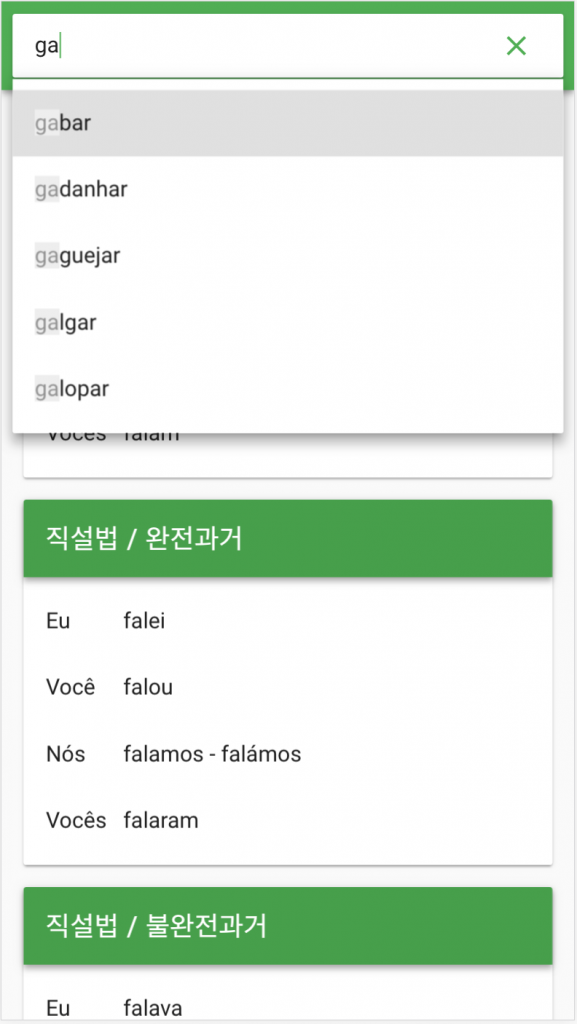 ga
gabar
gadanhar
gaguejar
galgar
galopar
Vocês falam
직설법 / 완전과거
Eu falei
Você falou
Nós falamos - falámos
Vocês falaram
직설법 / 불완전과거
Eu falava